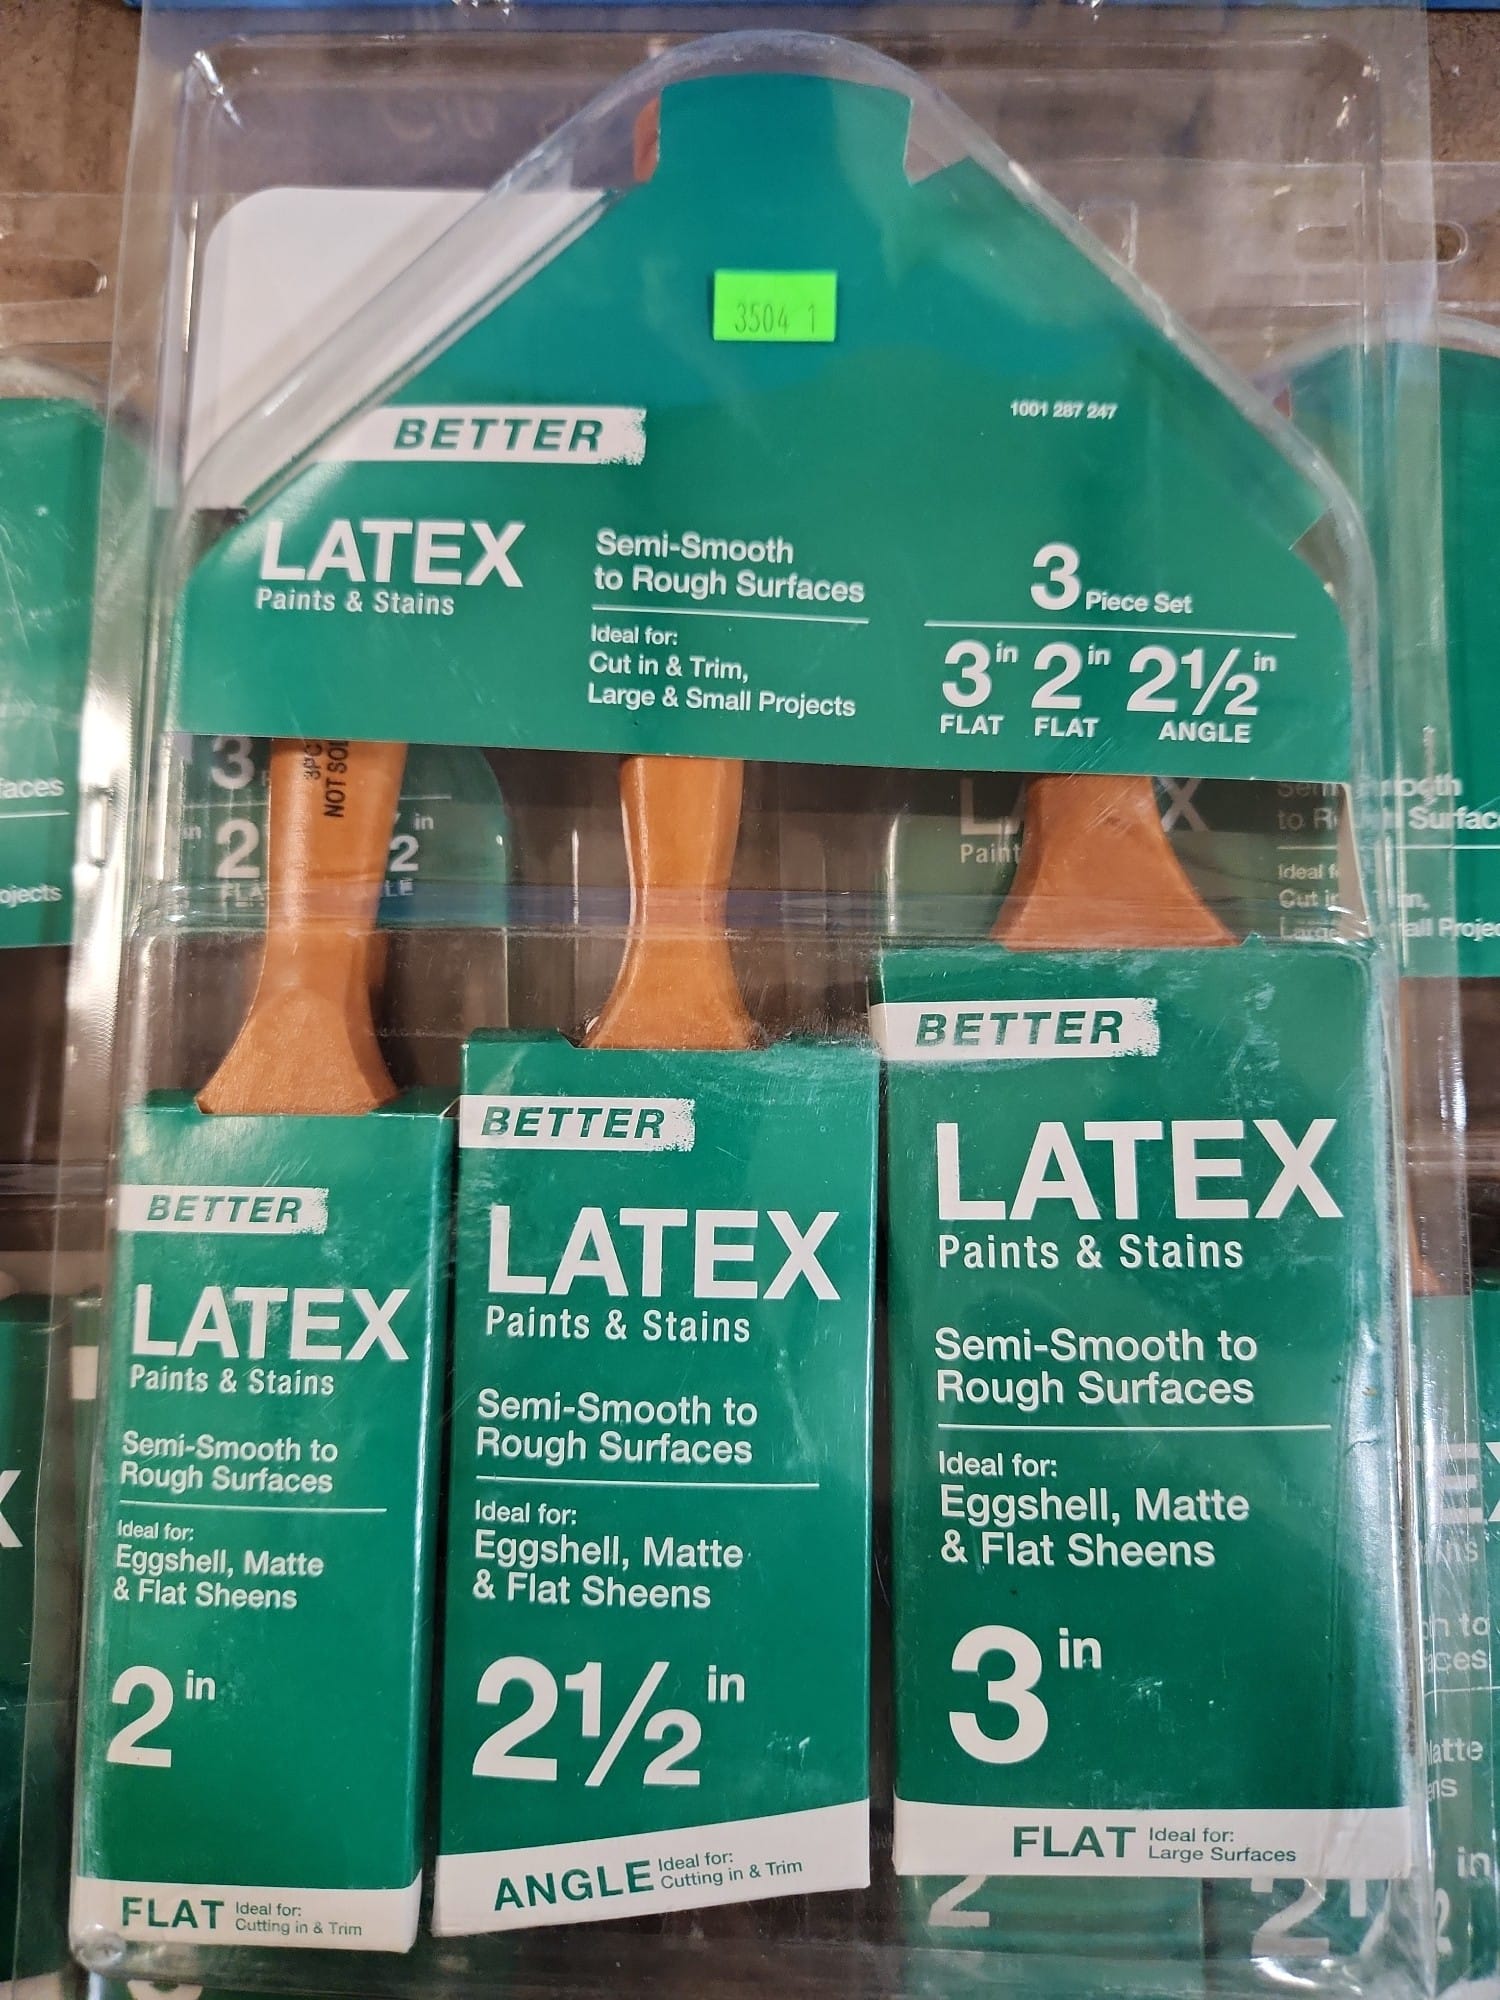 3504 1
1001 287 247
BETTER
LATEX
Paints & Stains
Semi-Smooth
to Rough Surfaces
Ideal for:
Cut in & Trim,
Large & Small Projects
3 Piece Set
3 in 2 in 2½ in
FLAT FLAT ANGLE
3PC
NOT SOL
BETTER
LATEX
Paints & Stains
Semi-Smooth to
Rough Surfaces
Ideal for:
Eggshell, Matte
& Flat Sheens
2 in
FLAT Ideal for:
Cutting in & Trim
BETTER
LATEX
Paints & Stains
Semi-Smooth to
Rough Surfaces
Ideal for:
Eggshell, Matte
& Flat Sheens
2½ in
ANGLE Ideal for:
Cutting in & Trim
BETTER
LATEX
Paints & Stains
Semi-Smooth to
Rough Surfaces
Ideal for:
Eggshell, Matte
& Flat Sheens
3 in
FLAT Ideal for:
Large Surfaces